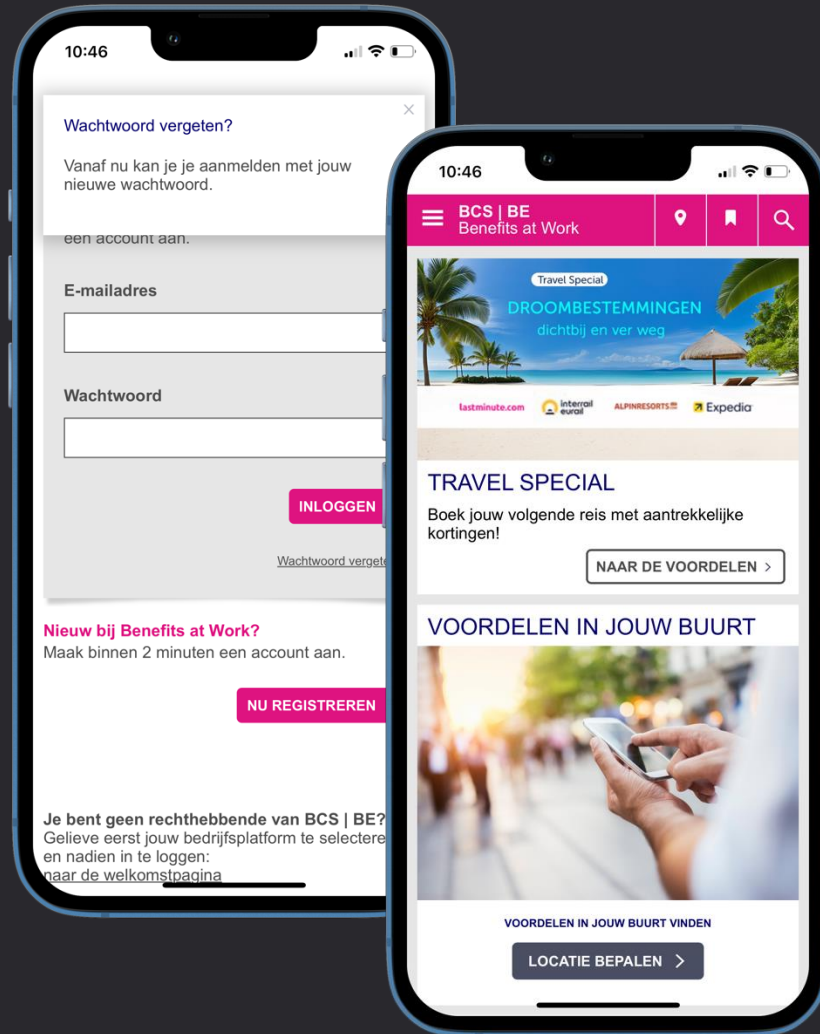 10:46
Wachtwoord vergeten?
Vanaf nu kan je je aanmelden met jouw
nieuwe wachtwoord.
een account aan.
E-mailadres
Wachtwoord
INLOGGEN
Wachtwoord vergete
Nieuw bij Benefits at Work?
Maak binnen 2 minuten een account aan.
NU REGISTREREN
Je bent geen rechthebbende van BCS | BE?
Gelieve eerst jouw bedrijfsplatform te selectere
en nadien in te loggen:
naar de welkomstpagina
10:46
BCS | BE
Benefits at Work
Travel Special
DROOMBESTEMMINGEN
dichtbij en ver weg
lastminute.com interrail eurail ALPINRESORTS Expedia
TRAVEL SPECIAL
Boek jouw volgende reis met aantrekkelijke
kortingen!
NAAR DE VOORDELEN >
VOORDELEN IN JOUW BUURT
VOORDELEN IN JOUW BUURT VINDEN
LOCATIE BEPALEN >